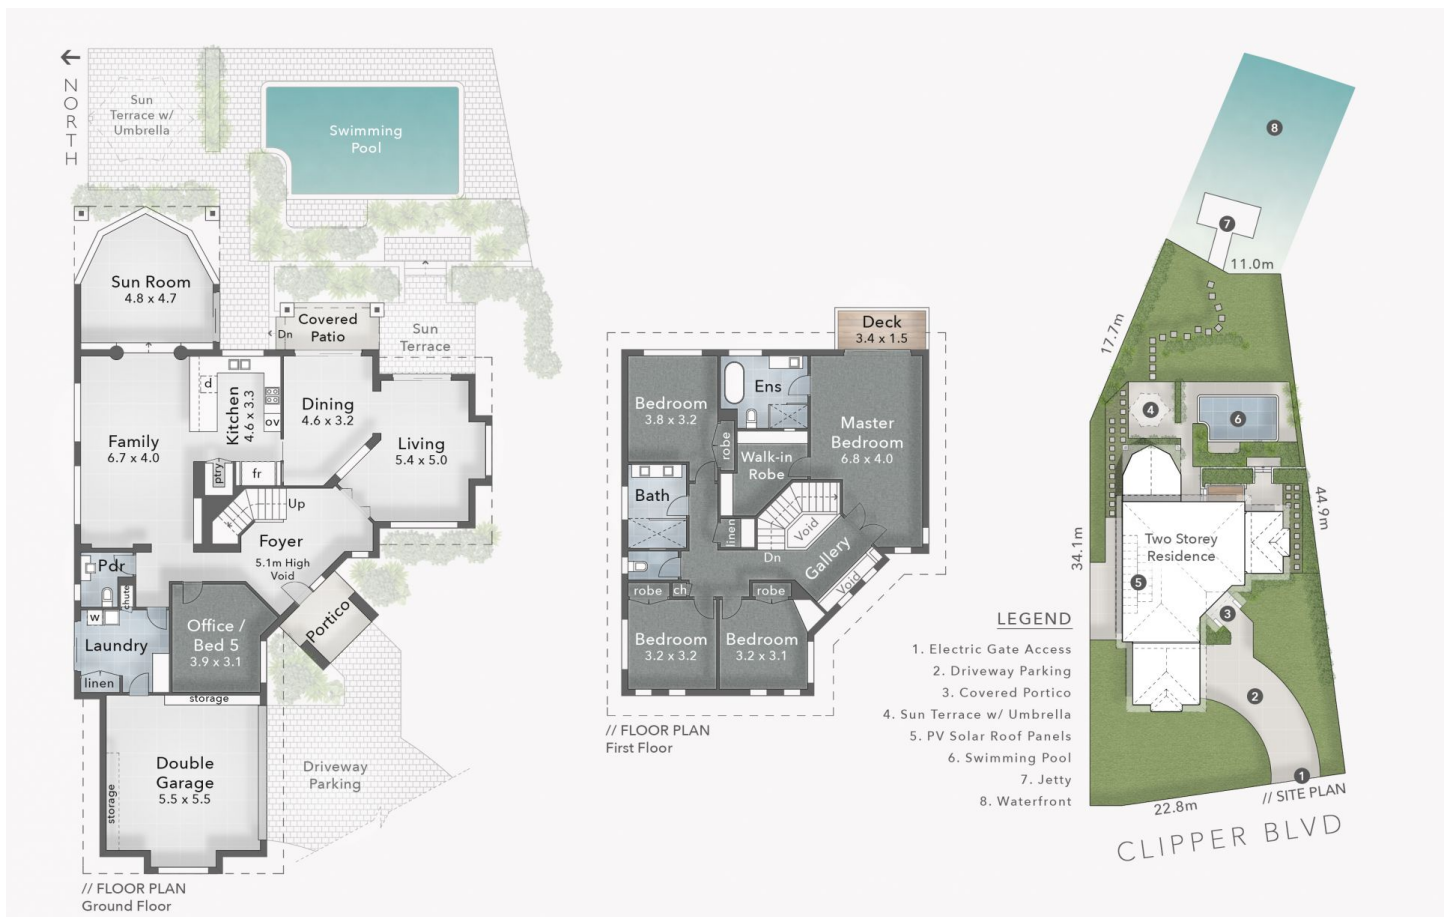 NORTH
Sun
Terrace w/
Umbrella
Swimming
Pool
Sun Room
4.8 x 4.7
Dn
Covered
Patio
Sun
Terrace
d
Kitchen
4.6 x 3.3
ov
Dining
4.6 x 3.2
Family
6.7 x 4.0
Living
5.4 x 5.0
ptry
fr
Up
Foyer
5.1m High
Void
Pdr
chute
w
Laundry
linen
Office /
Bed 5
3.9 x 3.1
Portico
storage
Double
Garage
5.5 x 5.5
storage
Driveway
Parking
// FLOOR PLAN
Ground Floor
Deck
3.4 x 1.5
Bedroom
3.8 x 3.2
Ens
robe
Walk-in
Robe
Master
Bedroom
6.8 x 4.0
Bath
linen
Void
Dn
Gallery
Void
robe
ch
robe
Bedroom
3.2 x 3.2
Bedroom
3.2 x 3.1
// FLOOR PLAN
First Floor
LEGEND
1. Electric Gate Access
2. Driveway Parking
3. Covered Portico
4. Sun Terrace w/ Umbrella
5. PV Solar Roof Panels
6. Swimming Pool
7. Jetty
8. Waterfront
8
7
11.0m
17.7m
4
6
44.9m
34.1m
Two Storey
Residence
5
3
2
1
22.8m
// SITE PLAN
CLIPPER BLVD